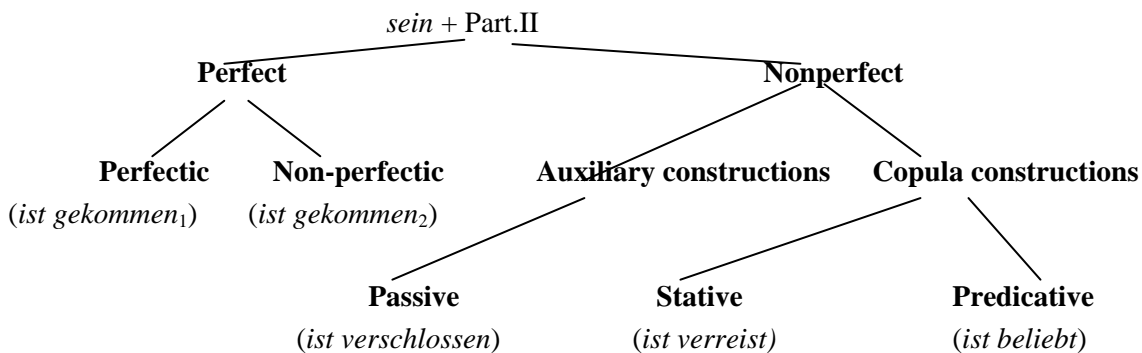 sein + Part.II
Perfect Nonperfect
Perfectic Non-perfectic Auxiliary constructions Copula constructions
(ist gekommen₁) (ist gekommen₂)
Passive Stative Predicative
(ist verschlossen) (ist verreist) (ist beliebt)